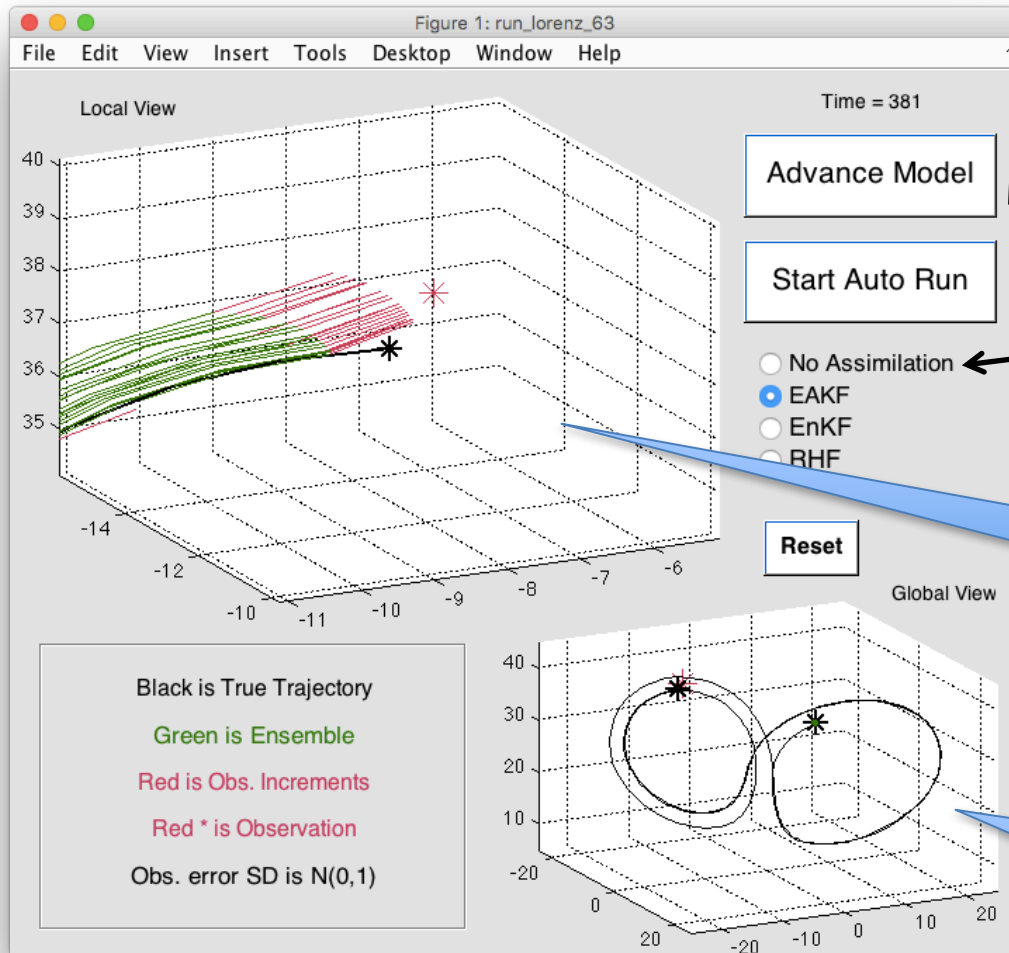 Figure 1: run_lorenz_63
File Edit View Insert Tools Desktop Window Help
Local View
Time = 381
40
39
38
37
36
35
-14
-12
-10
-11
-10
-9
-8
-7
-6
Advance Model
Start Auto Run
No Assimilation
EAKF
EnKF
RHF
Reset
Global View
40
30
20
10
-20
0
20
-20
-10
0
10
20
Black is True Trajectory
Green is Ensemble
Red is Obs. Increments
Red * is Observation
Obs. error SD is N(0,1)